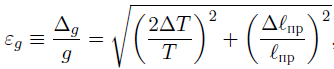 ε_g ≡ Δ_g / g = √( (2ΔT / T)² + (Δℓ_пр / ℓ_пр)² ),